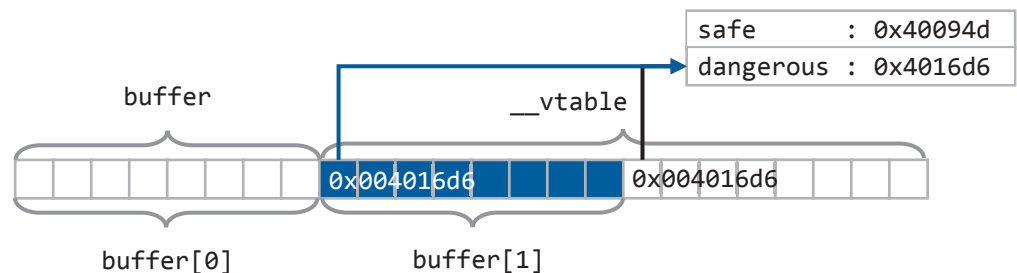 safe : 0x40094d
dangerous : 0x4016d6
buffer
__vtable
0x004016d6
0x004016d6
buffer[0]
buffer[1]